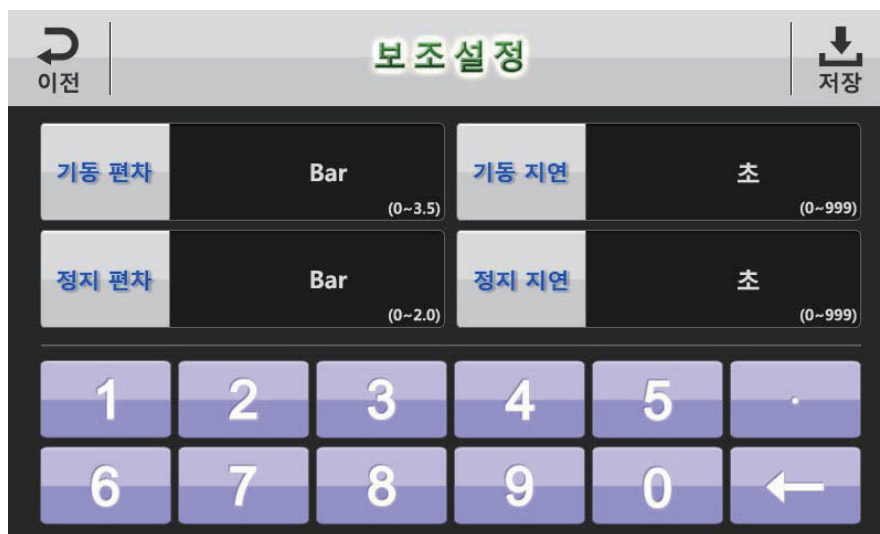 이전
보조설정
저장
기동 편차
Bar
(0~3.5)
기동 지연
초
(0~999)
정지 편차
Bar
(0~2.0)
정지 지연
초
(0~999)
1 2 3 4 5 .
6 7 8 9 0 ←